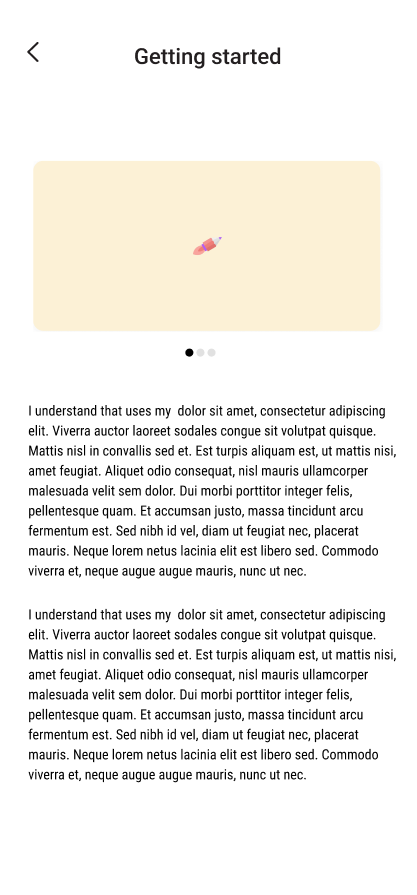 Getting started
I understand that uses my  dolor sit amet, consectetur adipiscing
elit. Viverra auctor laoreet sodales congue sit volutpat quisque.
Mattis nisl in convallis sed et. Est turpis aliquam est, ut mattis nisi,
amet feugiat. Aliquet odio consequat, nisl mauris ullamcorper
malesuada velit sem dolor. Dui morbi porttitor integer felis,
pellentesque quam. Et accumsan justo, massa tincidunt arcu
fermentum est. Sed nibh id vel, diam ut feugiat nec, placerat
mauris. Neque lorem netus lacinia elit est libero sed. Commodo
viverra et, neque augue augue mauris, nunc ut nec.
I understand that uses my  dolor sit amet, consectetur adipiscing
elit. Viverra auctor laoreet sodales congue sit volutpat quisque.
Mattis nisl in convallis sed et. Est turpis aliquam est, ut mattis nisi,
amet feugiat. Aliquet odio consequat, nisl mauris ullamcorper
malesuada velit sem dolor. Dui morbi porttitor integer felis,
pellentesque quam. Et accumsan justo, massa tincidunt arcu
fermentum est. Sed nibh id vel, diam ut feugiat nec, placerat
mauris. Neque lorem netus lacinia elit est libero sed. Commodo
viverra et, neque augue augue mauris, nunc ut nec.